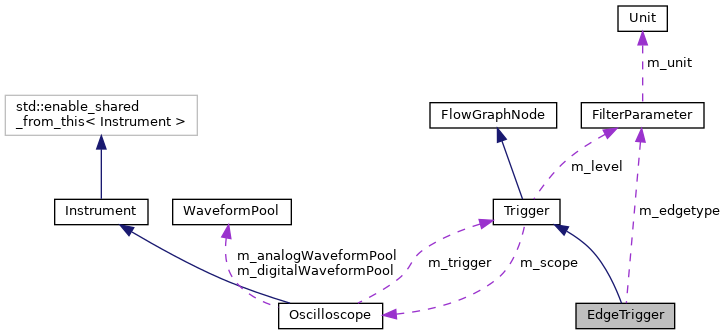 Unit
m_unit
std::enable_shared
_from_this< Instrument >
FlowGraphNode
FilterParameter
m_level
Instrument
WaveformPool
Trigger
m_edgetype
m_analogWaveformPool
m_digitalWaveformPool
m_trigger
m_scope
Oscilloscope
EdgeTrigger